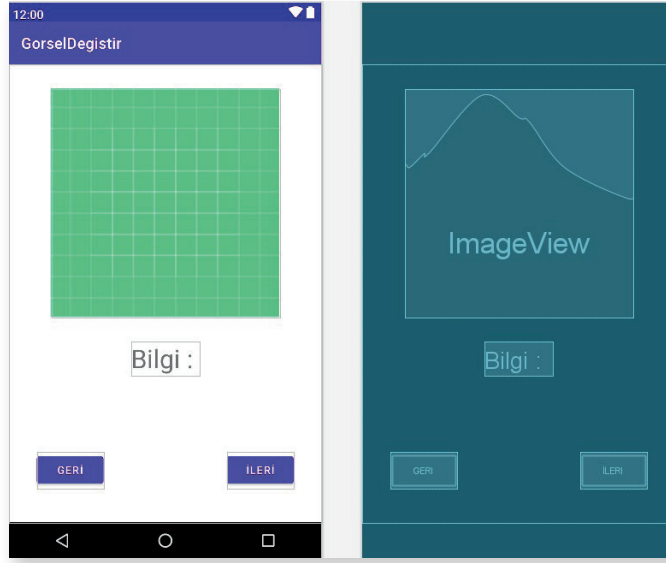 12:00
GorselDegistir
Bilgi :
GERİ
İLERİ
ImageView
Bilgi :
GERİ
İLERİ